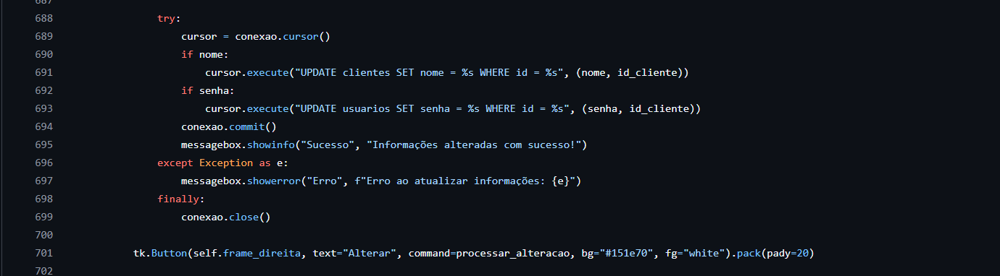 687
688 try:
689 cursor = conexao.cursor()
690 if nome:
691 cursor.execute("UPDATE clientes SET nome = %s WHERE id = %s", (nome, id_cliente))
692 if senha:
693 cursor.execute("UPDATE usuarios SET senha = %s WHERE id = %s", (senha, id_cliente))
694 conexao.commit()
695 messagebox.showinfo("Sucesso", "Informações alteradas com sucesso!")
696 except Exception as e:
697 messagebox.showerror("Erro", f"Erro ao atualizar informações: {e}")
698 finally:
699 conexao.close()
700
701 tk.Button(self.frame_direita, text="Alterar", command=processar_alteracao, bg="#151e70", fg="white").pack(pady=20)
702